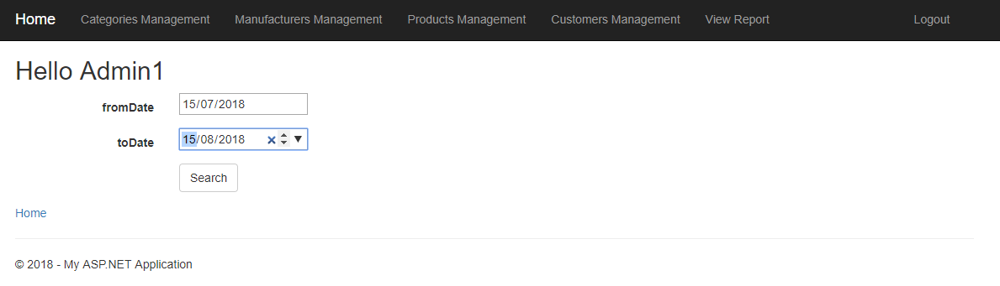 Home Categories Management Manufacturers Management Products Management Customers Management View Report Logout
Hello Admin1
fromDate 15/07/2018
toDate 15/08/2018
Search
Home
© 2018 - My ASP.NET Application